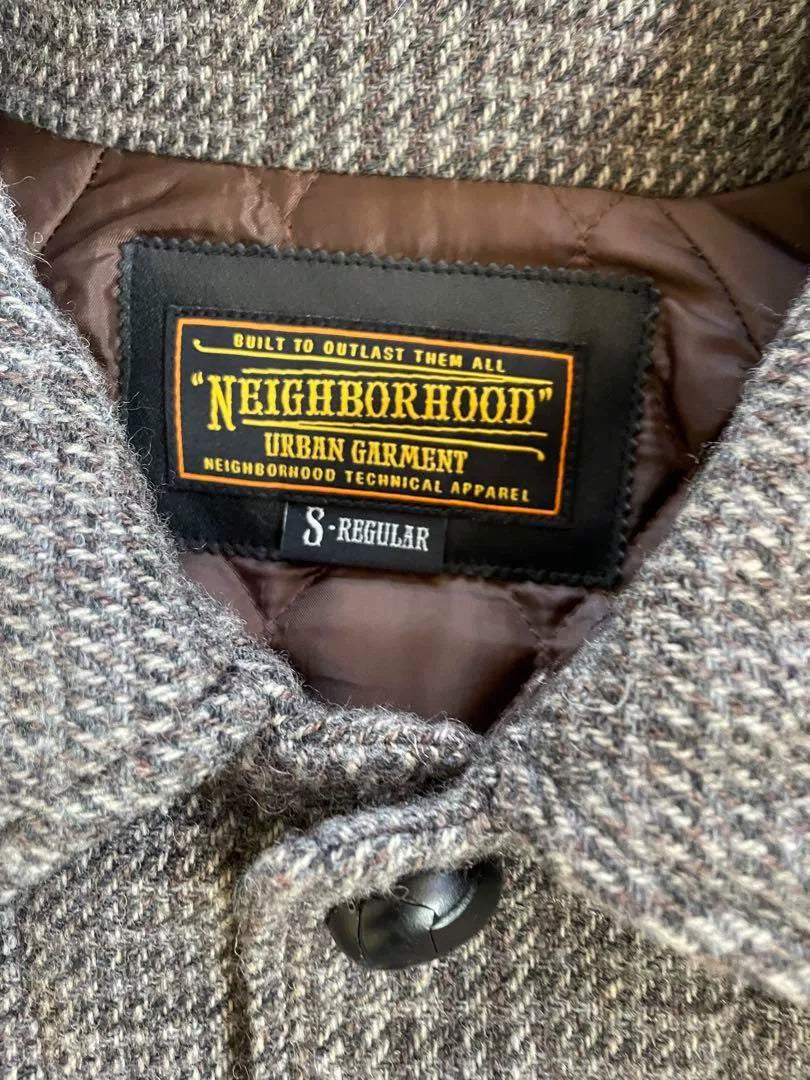 BUILT TO OUTLAST THEM ALL
"NEIGHBORHOOD"
URBAN GARMENT
NEIGHBORHOOD TECHNICAL APPAREL
S-REGULAR